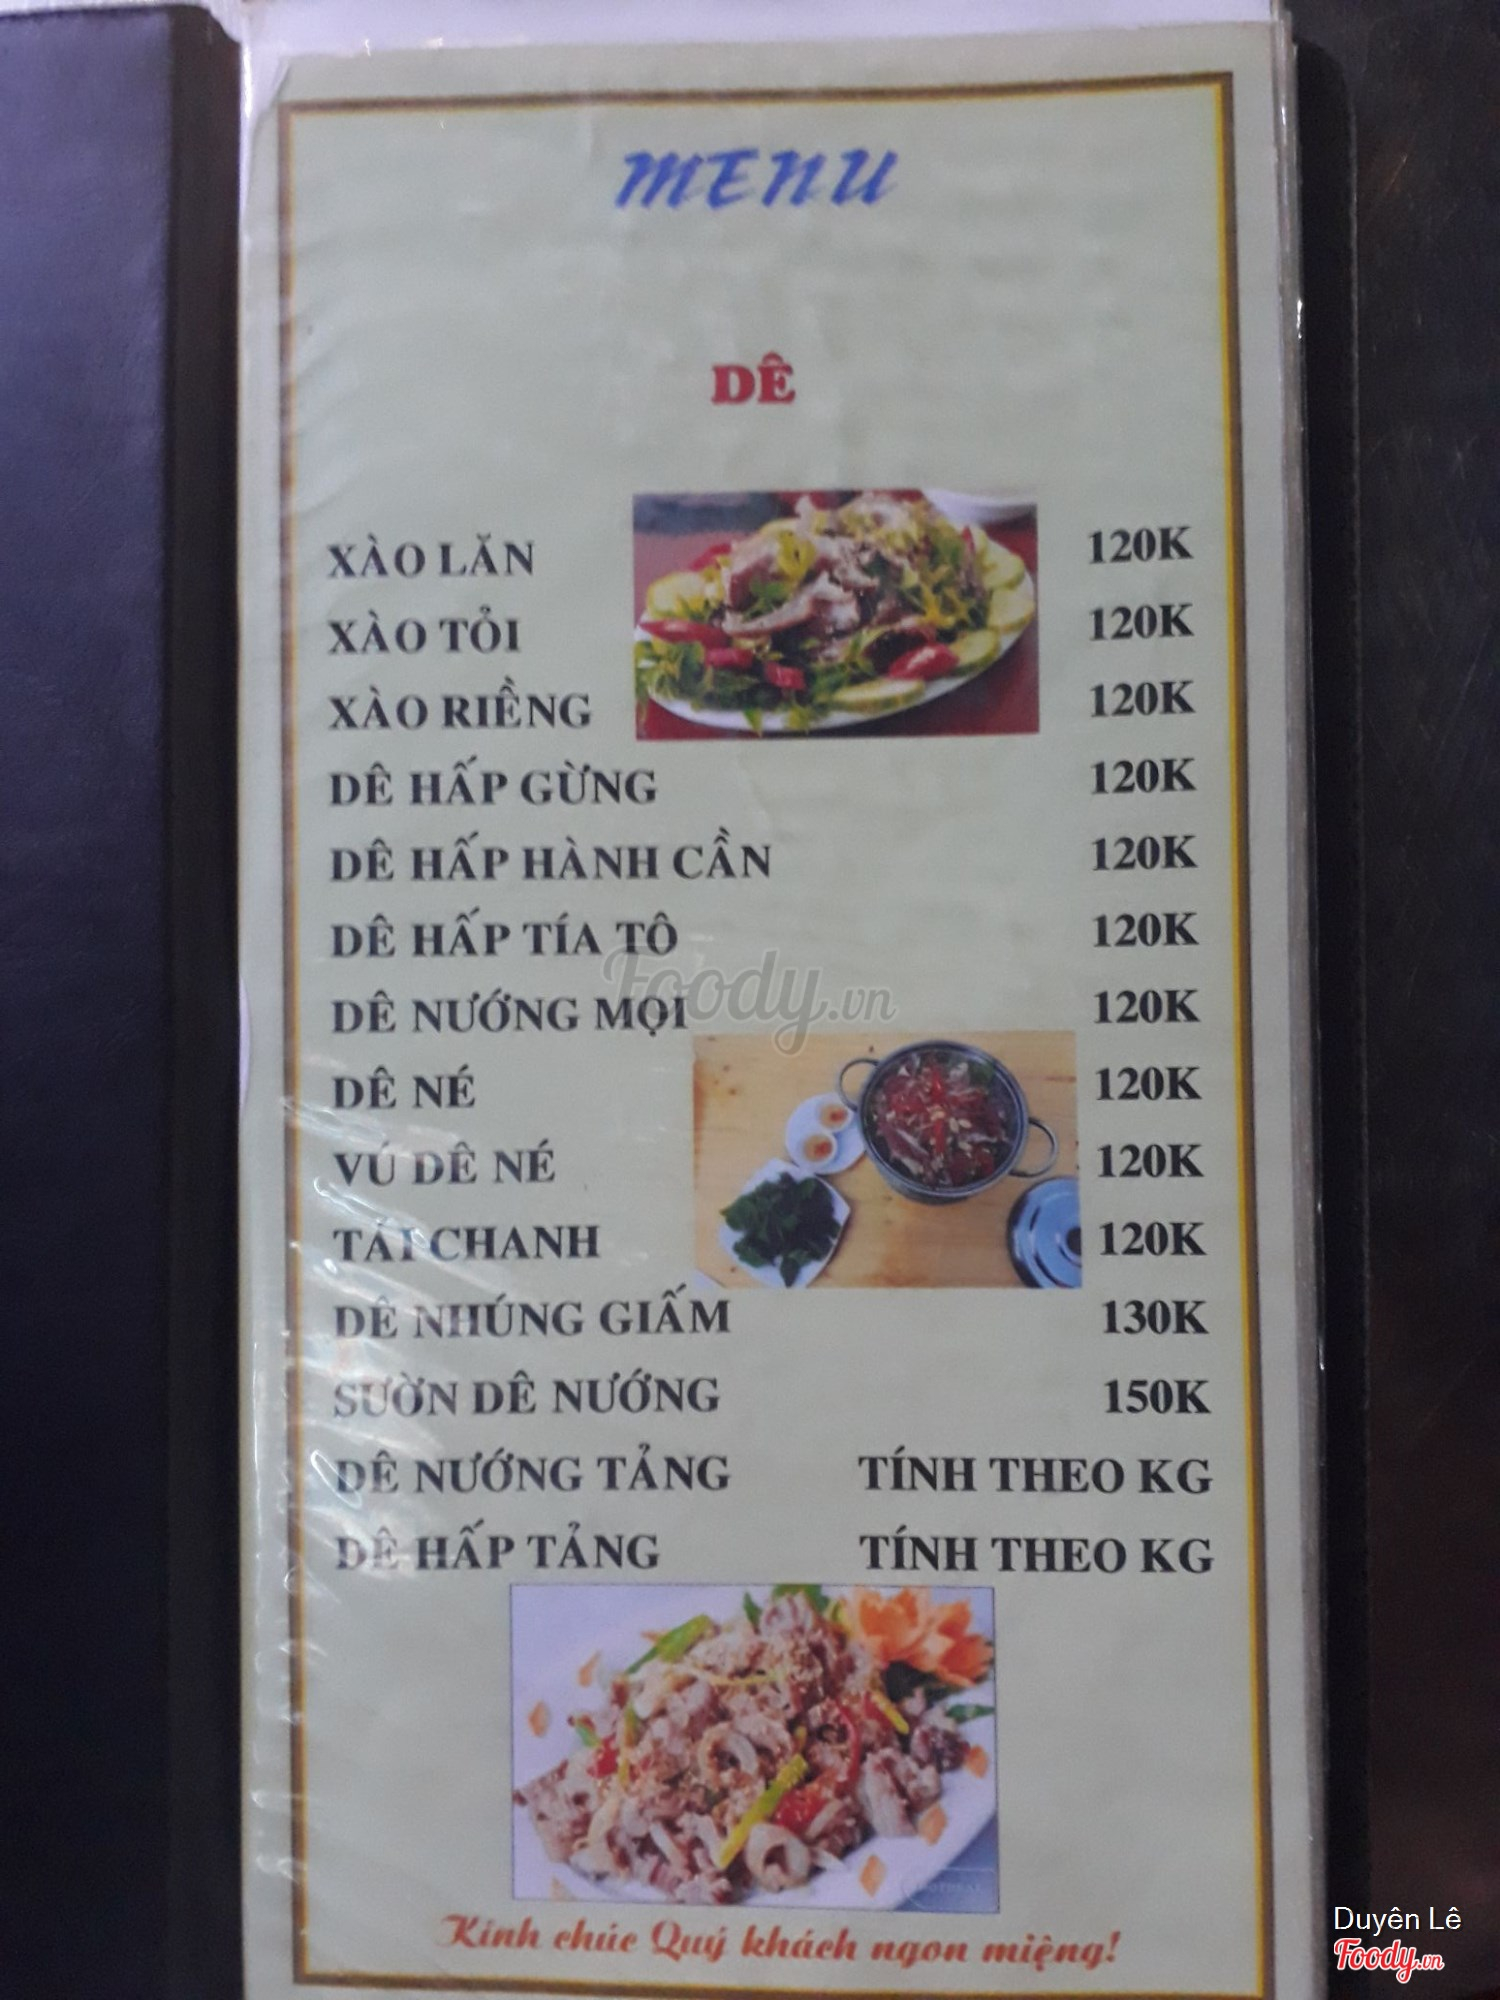 MENU
DÊ
XÀO LĂN 120K
XÀO TỎI 120K
XÀO RIỀNG 120K
DÊ HẤP GỪNG 120K
DÊ HẤP HÀNH CẦN 120K
DÊ HẤP TÍA TÔ 120K
Foody.vn
DÊ NƯỚNG MỌI 120K
DÊ NÉ 120K
VÚ DÊ NÉ 120K
TÁI CHANH 120K
DÊ NHÚNG GIẤM 130K
SƯỜN DÊ NƯỚNG 150K
DÊ NƯỚNG TẢNG TÍNH THEO KG
DÊ HẤP TẢNG TÍNH THEO KG
Kính chúc Quý khách ngon miệng!
Duyên Lê
Foody.vn